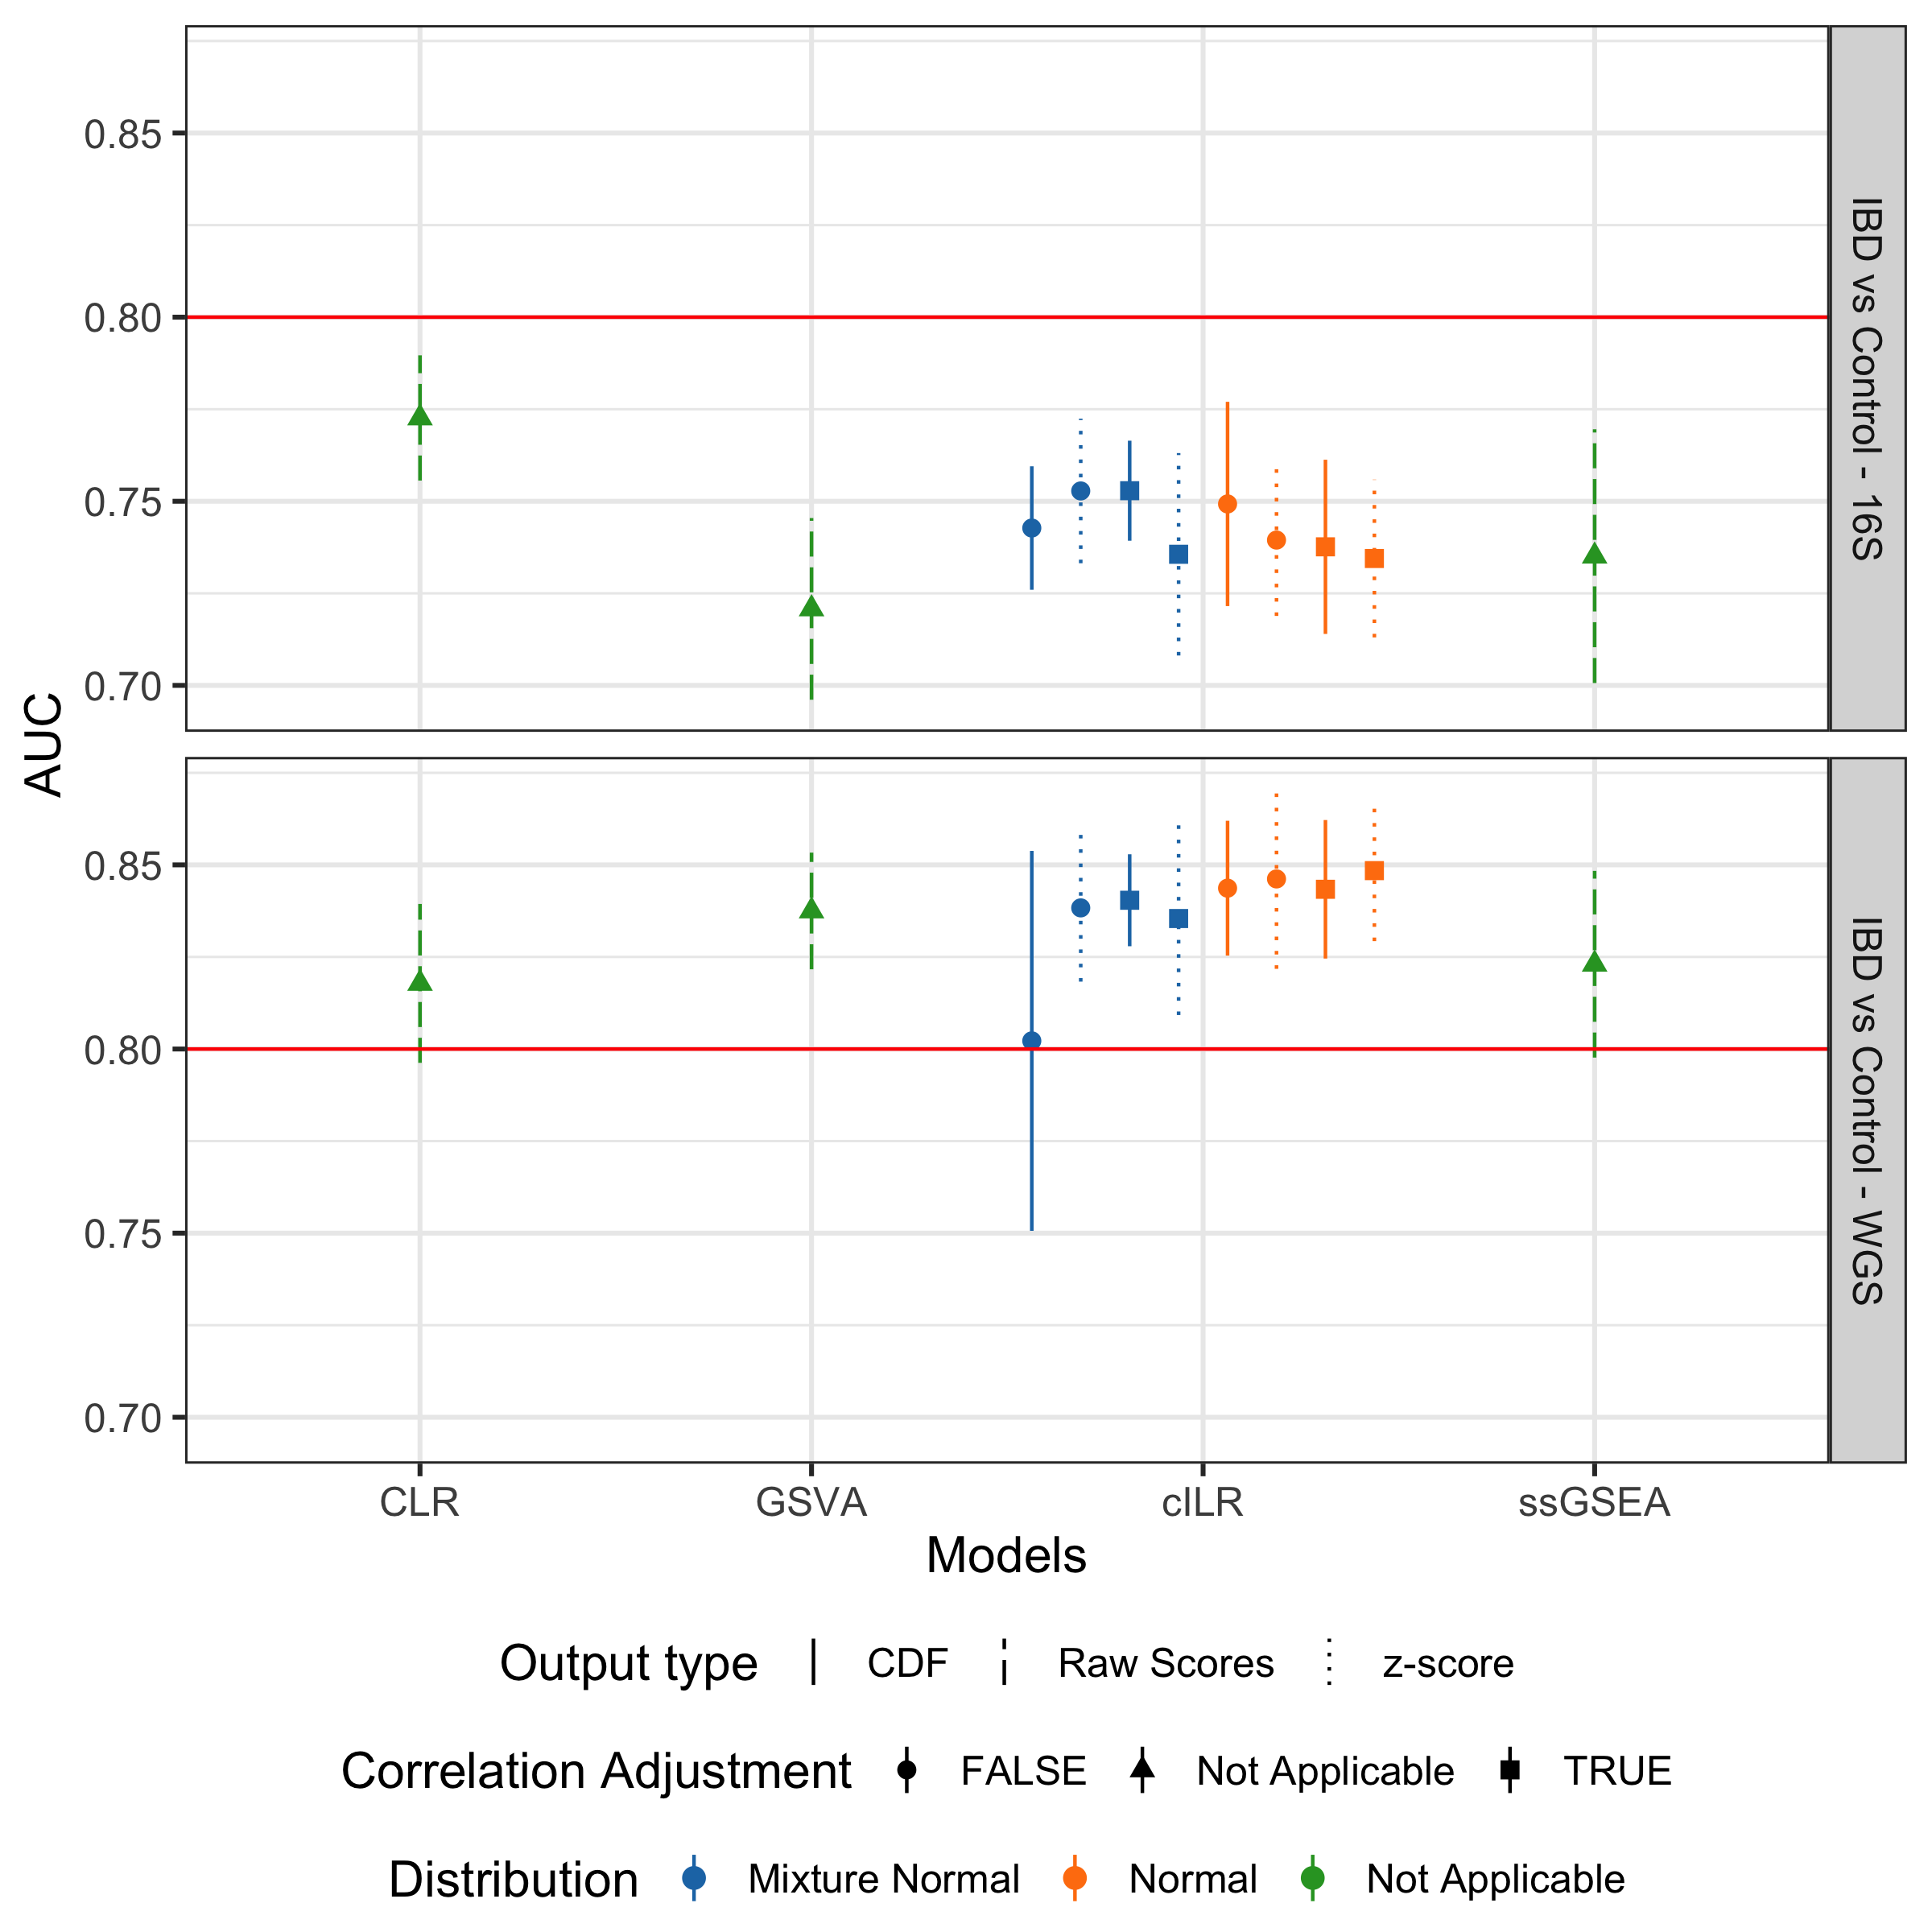 AUC
0.85
0.80
0.75
0.70
IBD vs Control - 16S
0.85
0.80
0.75
0.70
IBD vs Control - WGS
CLR GSVA cILR ssGSEA
Models
Output type CDF Raw Scores z-score
Correlation Adjustment FALSE Not Applicable TRUE
Distribution Mixture Normal Normal Not Applicable